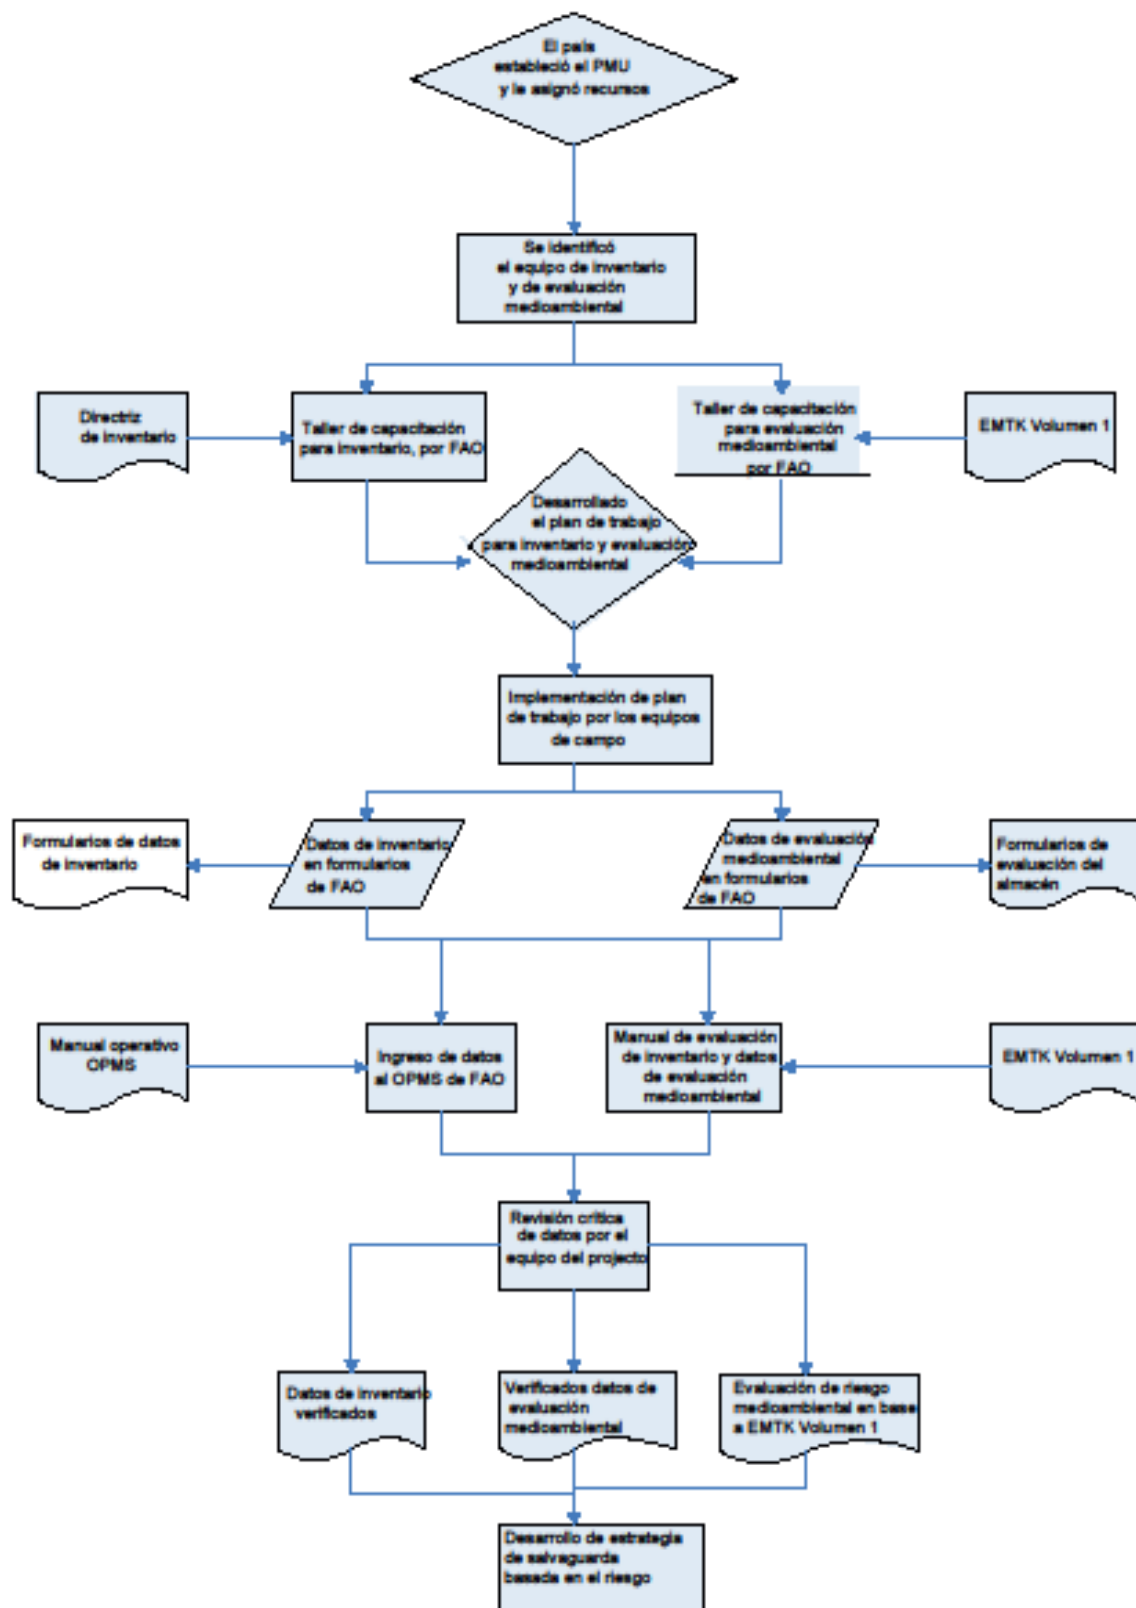 El país
estableció el PMU
y le asignó recursos
Se identificó
el equipo de inventario
y de evaluación
medioambiental
Directriz
de inventario
Taller de capacitación
para inventario, por FAO
Taller de capacitación
para evaluación
medioambiental
por FAO
EMTK Volumen 1
Desarrollado
el plan de trabajo
para inventario y evaluación
medioambiental
Implementación de plan
de trabajo por los equipos
de campo
Formularios de datos
de inventario
Datos de inventario
en formularios
de FAO
Datos de evaluación
medioambiental
en formularios
de FAO
Formularios de
evaluación del
almacén
Manual operativo
OPMS
Ingreso de datos
al OPMS de FAO
Manual de evaluación
de inventario y datos
de evaluación
medioambiental
EMTK Volumen 1
Revisión crítica
de datos por el
equipo del projecto
Datos de inventario
verificados
Verificados datos de
evaluación
medioambiental
Evaluación de riesgo
medioambiental en base
a EMTK Volumen 1
Desarrollo de estrategia
de salvaguarda
basada en el riesgo